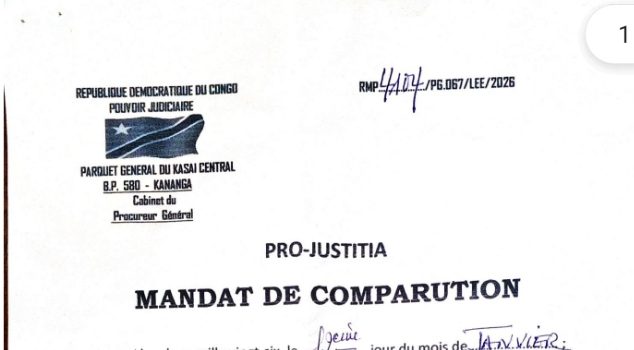 1
REPUBLIQUE DEMOCRATIQUE DU CONGO
POUVOIR JUDICIAIRE
RMP 4104/PG.067/LEE/2026
PARQUET GENERAL DU KASAI CENTRAL
B.P. 580 - KANANGA
Cabinet du
Procureur Général
PRO-JUSTITIA
MANDAT DE COMPARUTION
jour du mois de JANVIER